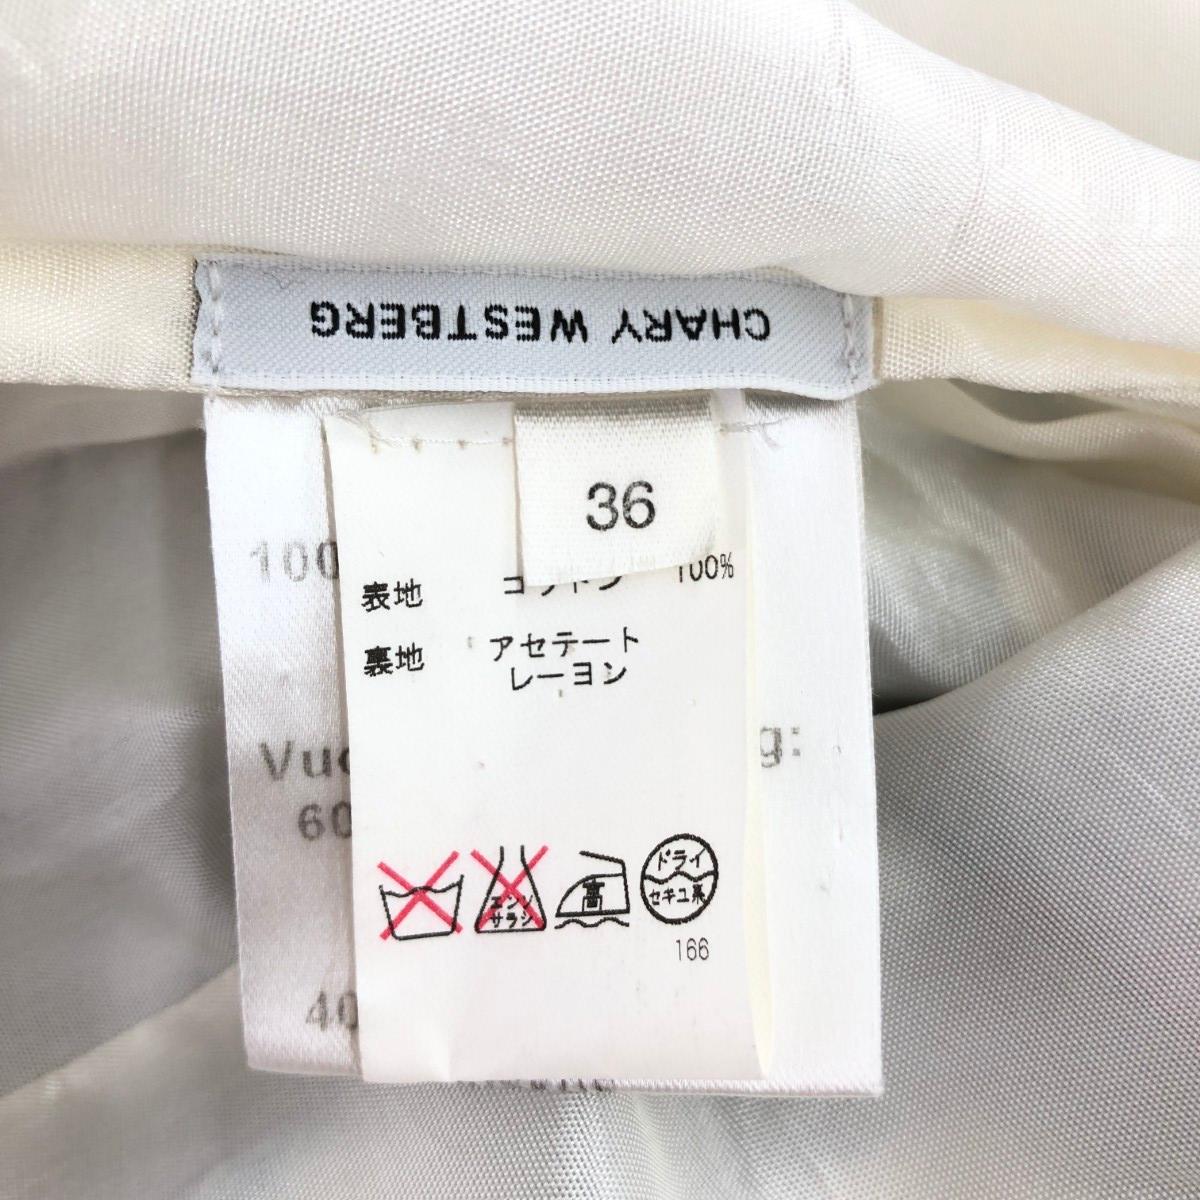 CHARY WESTBERG
36
表地 コットン 100%
裏地 アセテート
レーヨン
高
エンソ
サラシ
ドライ
セキユ系
166
100
g:
60
40